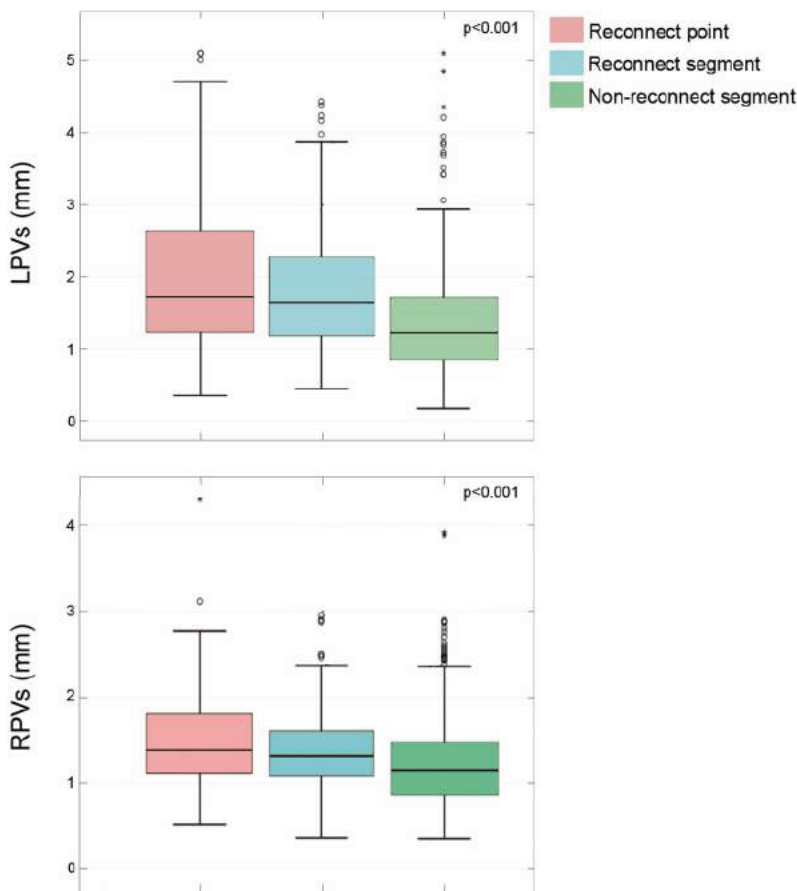 p<0.001
Reconnect point
Reconnect segment
Non-reconnect segment
5
4
3
2
1
0
LPVs (mm)
p<0.001
4
3
2
1
0
RPVs (mm)